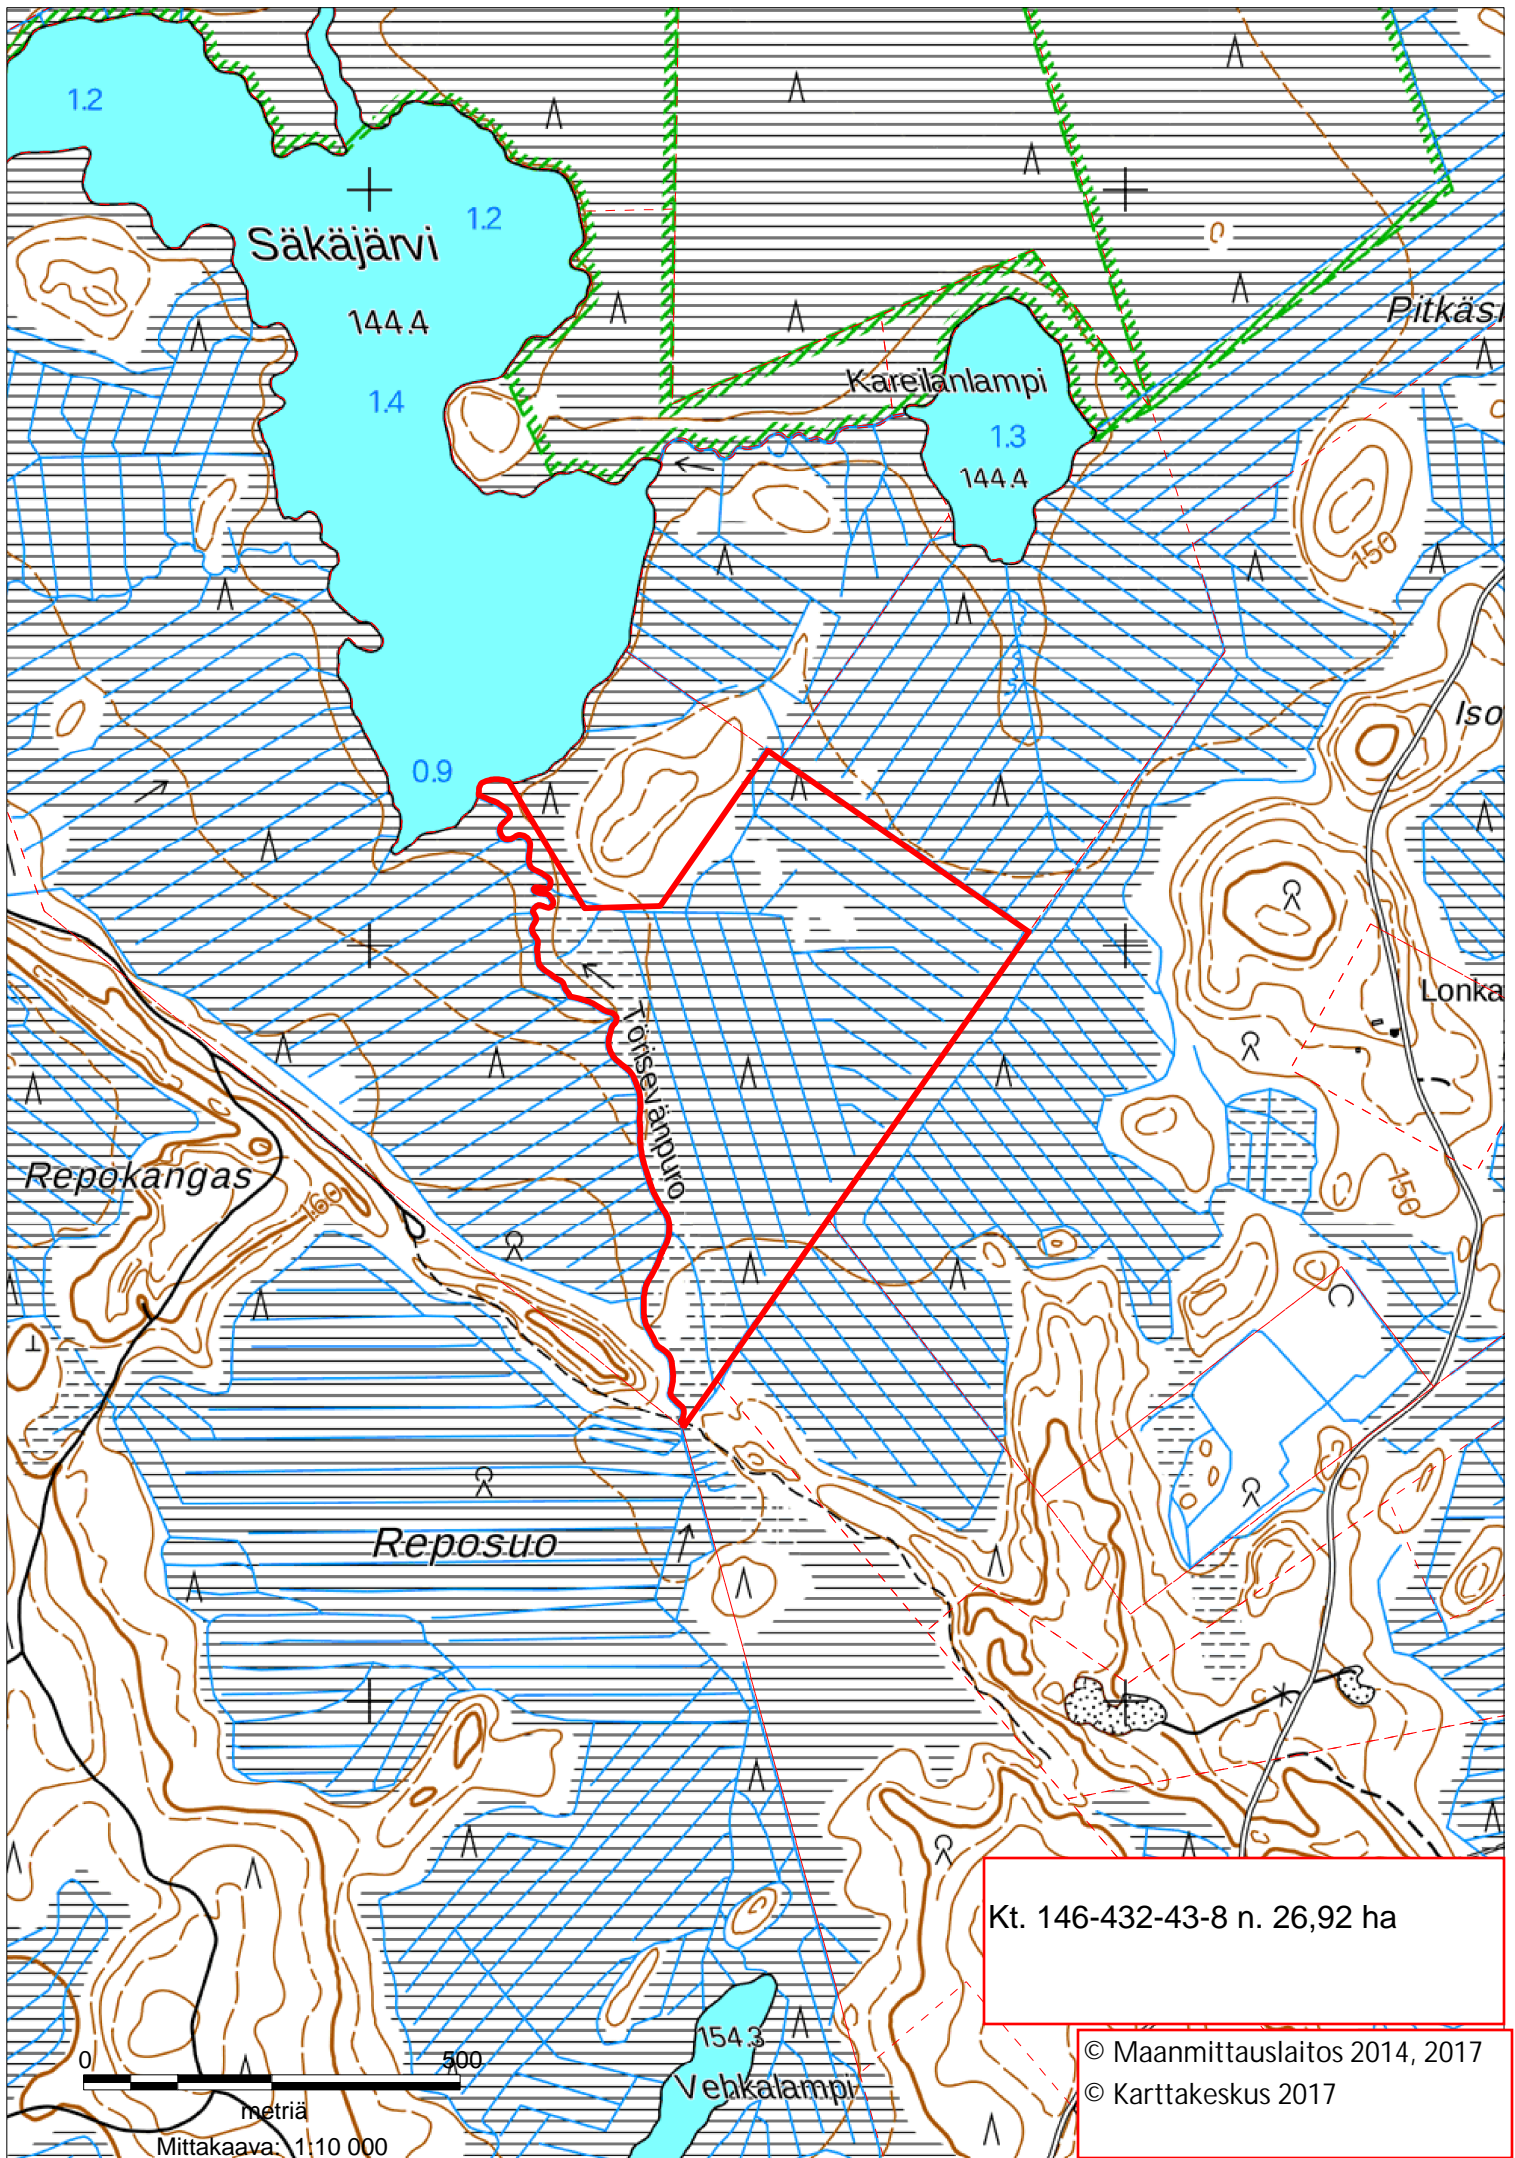 1.2
1.2
Säkäjärvi
144.4
Pitkäs
Kareilanlampi
1.4
1.3
144.4
150
Iso
0.9
Lonka
Törisevänpuro
Repokangas
160
150
Reposuo
Kt. 146-432-43-8 n. 26,92 ha
154.3
0 500
© Maanmittauslaitos 2014, 2017
Vehkalampi
© Karttakeskus 2017
metriä
Mittakaava: 1:10 000